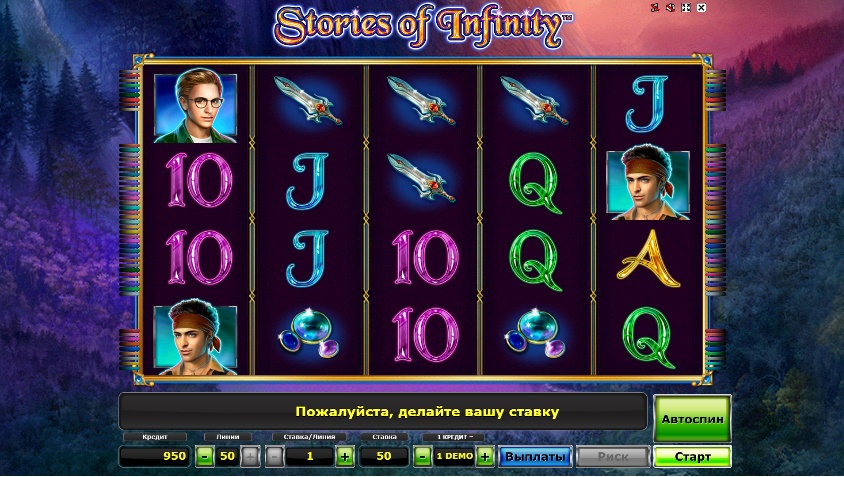 Stories of Infinity™
J
10
J
Q
10
J
10
Q
A
10
Q
Пожалуйста, делайте вашу ставку
Автоспин
Кредит Линии Ставка/Линия Ставка 1 КРЕДИТ =
950 - 50 + - 1 + 50 - 1 DEMO + Выплаты Риск Старт